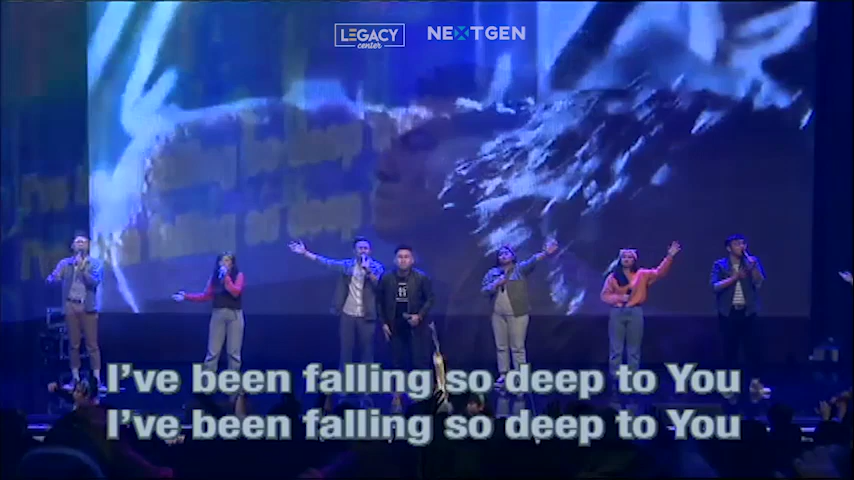 LEGACY
center
NEXTGEN
I've been falling so deep to You
I've been falling so deep to You